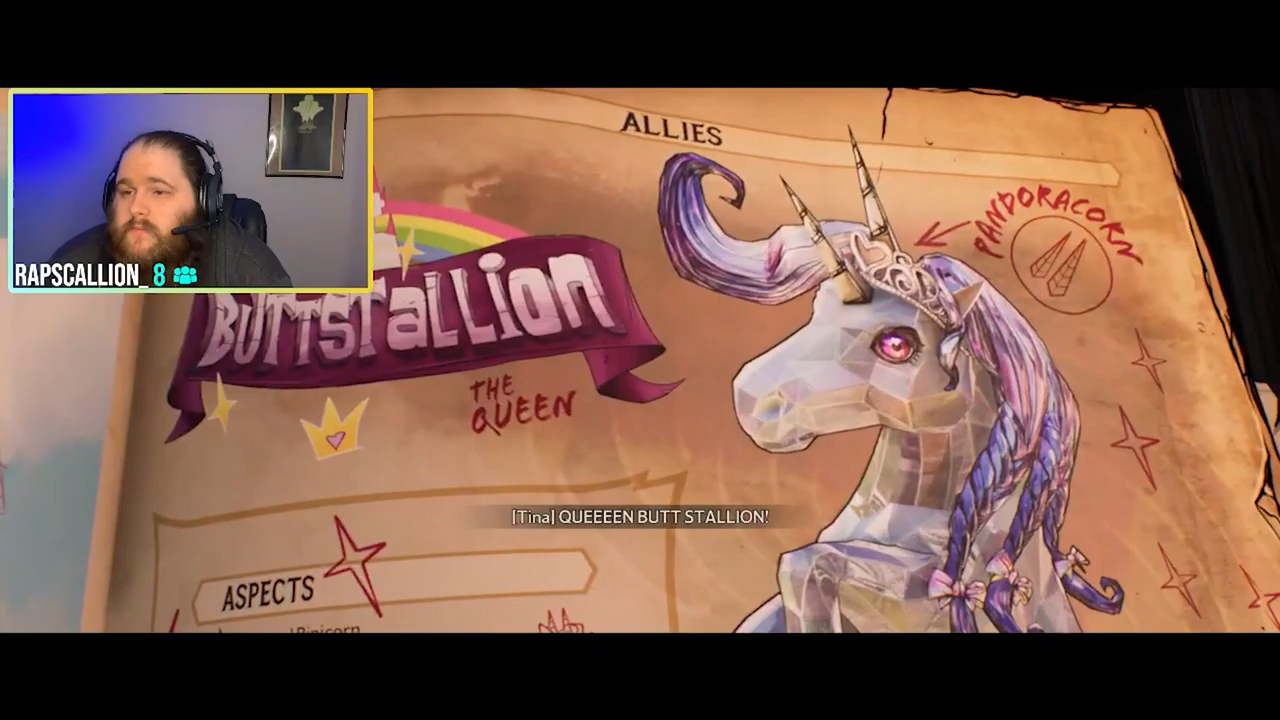 ALLIES
PANDORACORN
BUTTSTALLION
THE
QUEEN
RAPSCALLION_8
[Tina] QUEEEEN BUTT STALLION!
ASPECTS